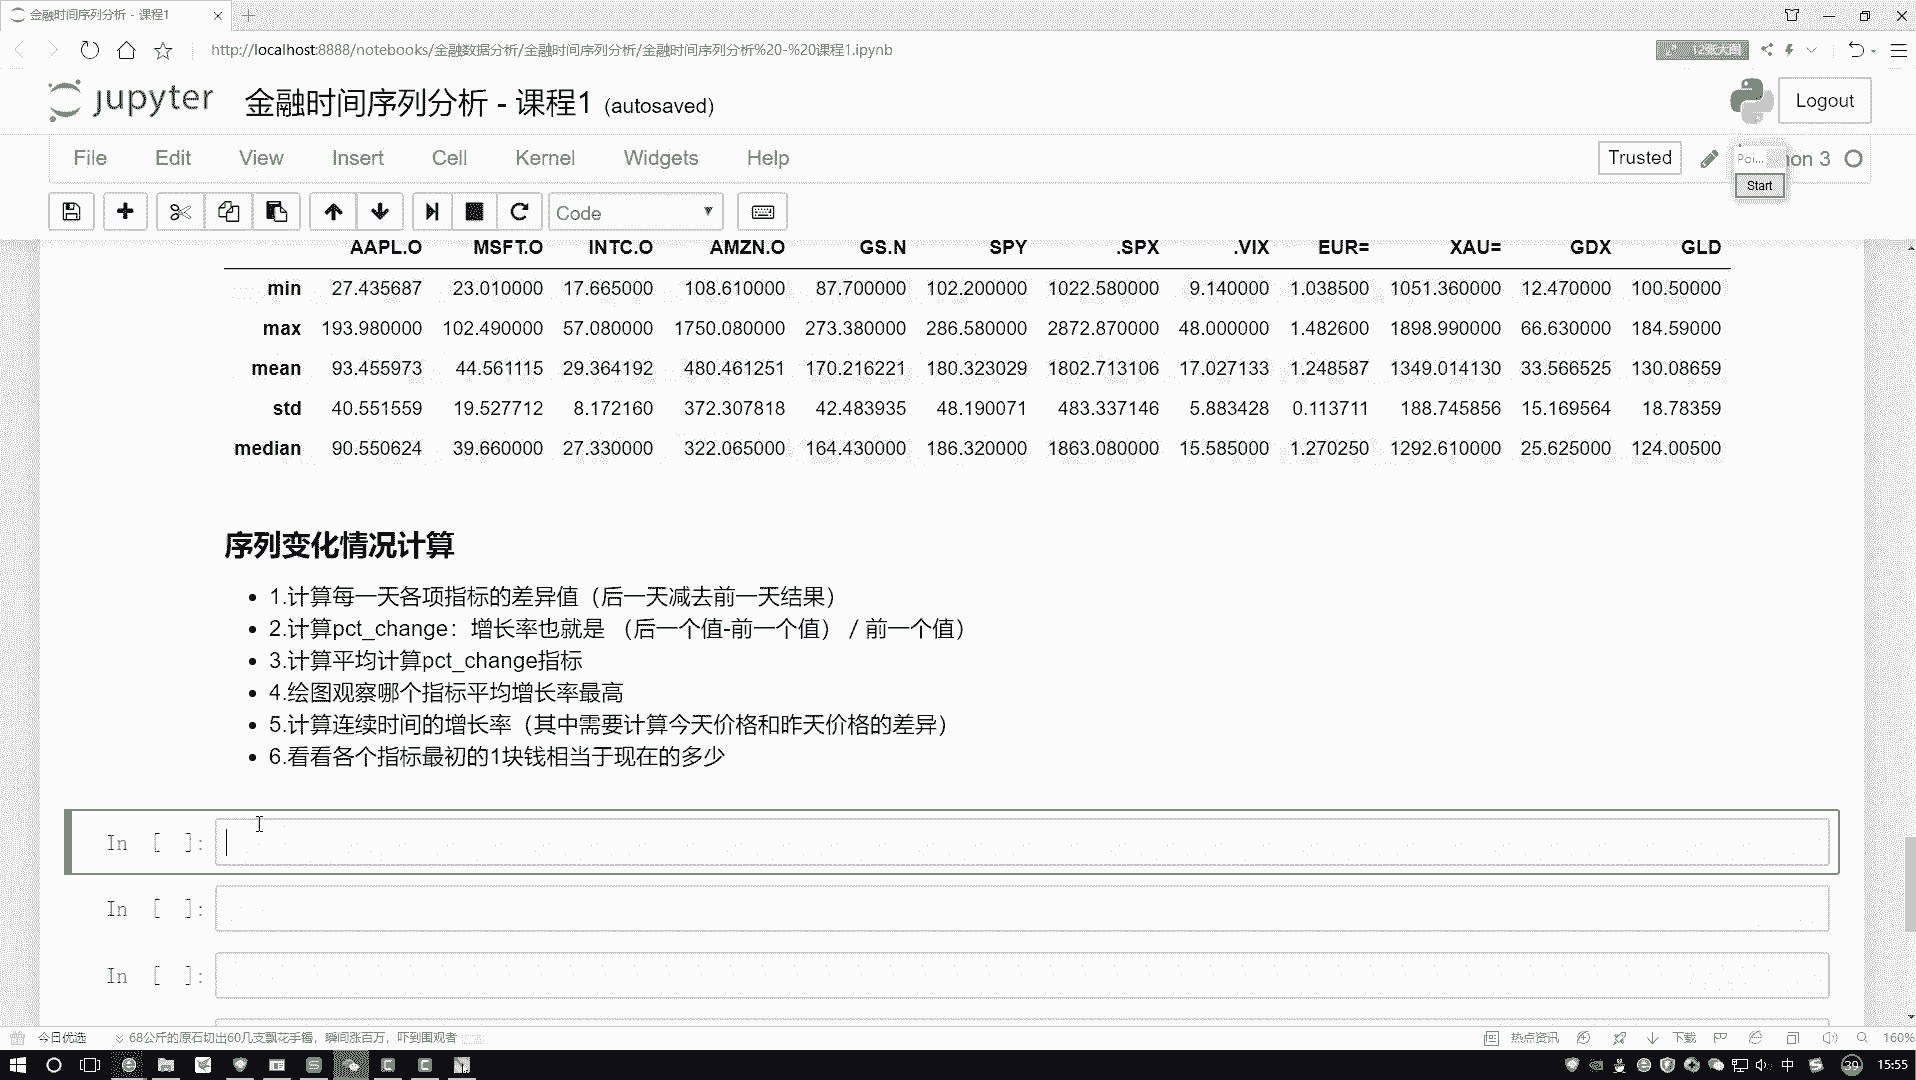 金融时间序列分析 - 课程1
http://localhost:8888/notebooks/金融数据分析/金融时间序列分析/金融时间序列分析%20-%20课程1.ipynb
12张大图
jupyter 金融时间序列分析 - 课程1 (autosaved)
Logout
File Edit View Insert Cell Kernel Widgets Help
Trusted
Poi... on 3
Start
Code
AAPL.O MSFT.O INTC.O AMZN.O GS.N SPY .SPX .VIX EUR= XAU= GDX GLD
min 27.435687 23.010000 17.665000 108.610000 87.700000 102.200000 1022.580000 9.140000 1.038500 1051.360000 12.470000 100.50000
max 193.980000 102.490000 57.080000 1750.080000 273.380000 286.580000 2872.870000 48.000000 1.482600 1898.990000 66.630000 184.59000
mean 93.455973 44.561115 29.364192 480.461251 170.216221 180.323029 1802.713106 17.027133 1.248587 1349.014130 33.566525 130.08659
std 40.551559 19.527712 8.172160 372.307818 42.483935 48.190071 483.337146 5.883428 0.113711 188.745856 15.169564 18.78359
median 90.550624 39.660000 27.330000 322.065000 164.430000 186.320000 1863.080000 15.585000 1.270250 1292.610000 25.625000 124.00500
序列变化情况计算
1.计算每一天各项指标的差异值（后一天减去前一天结果）
2.计算pct_change：增长率也就是 （后一个值-前一个值） / 前一个值）
3.计算平均计算pct_change指标
4.绘图观察哪个指标平均增长率最高
5.计算连续时间的增长率（其中需要计算今天价格和昨天价格的差异）
6.看看各个指标最初的1块钱相当于现在的多少
In [ ]:
In [ ]:
In [ ]:
今日优选 68公斤的原石切出60几支飘花手镯，瞬间涨百万，吓到围观者
热点资讯 下载 160%
中 39 15:55